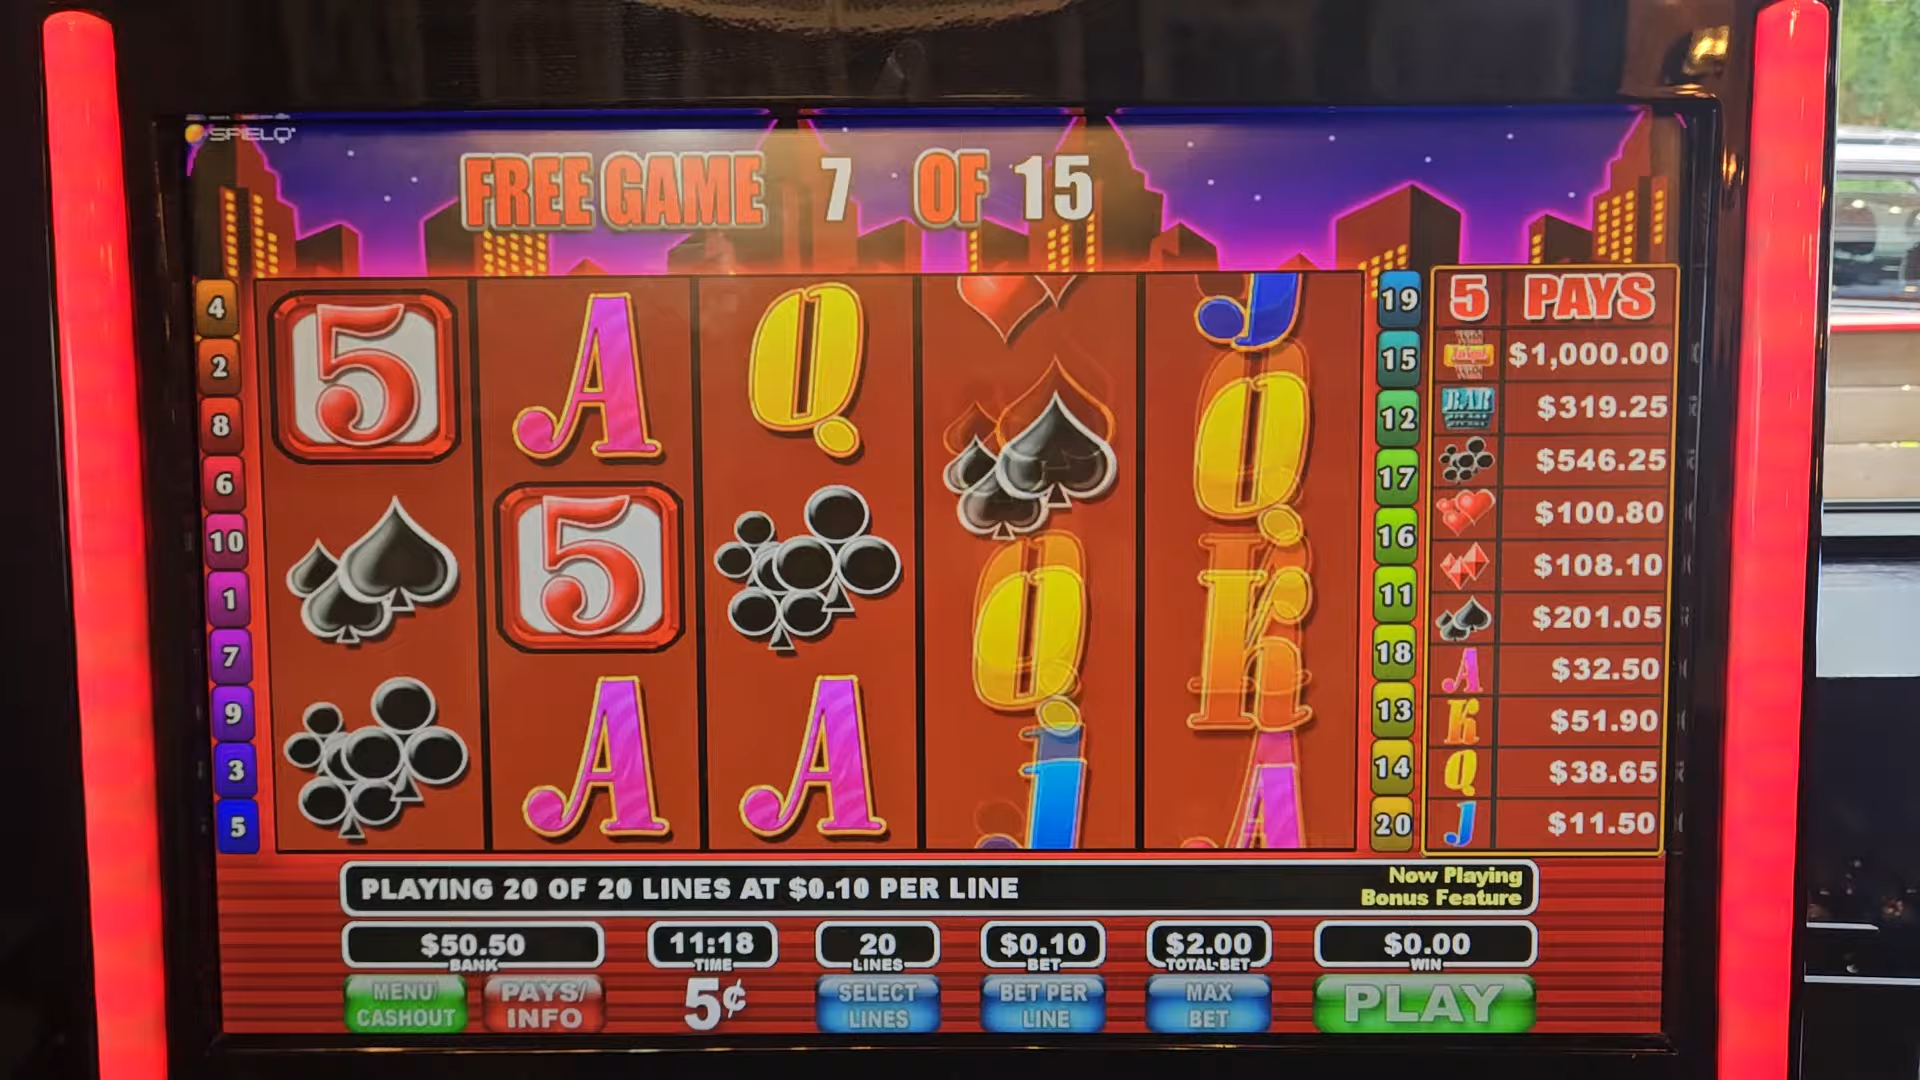 SPIELO
FREE GAME 7 OF 15
4
2
8
6
10
1
7
9
3
5
5
A
Q
J
5
Q
Q
K
A
A
J
A
19
15
12
17
16
11
18
13
14
20
5 PAYS
$1,000.00
BAR $319.25
$546.25
$100.80
$108.10
$201.05
A $32.50
K $51.90
Q $38.65
J $11.50
PLAYING 20 OF 20 LINES AT $0.10 PER LINE
Now Playing
Bonus Feature
$50.50
BANK
11:18
TIME
20
LINES
$0.10
BET
$2.00
TOTAL-BET
$0.00
WIN
MENU/
CASHOUT
PAYS/
INFO
5¢
SELECT
LINES
BET PER
LINE
MAX
BET
PLAY